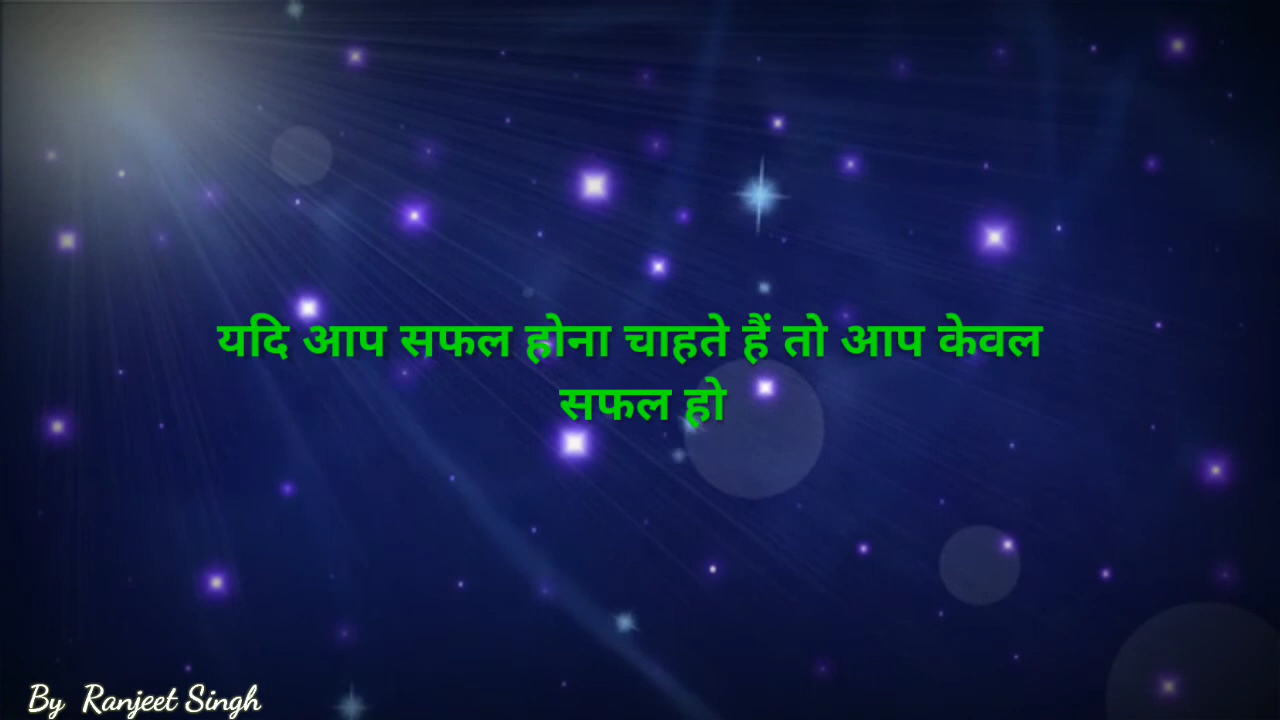 यदि आप सफल होना चाहते हैं तो आप केवल
सफल हो
By Ranjeet Singh